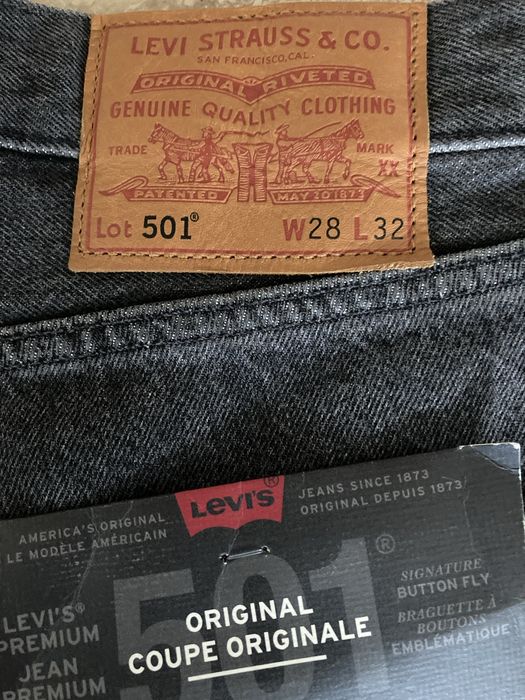 LEVI STRAUSS & CO.
SAN FRANCISCO, CAL.
ORIGINAL RIVETED
GENUINE QUALITY CLOTHING
TRADE MARK
XX
PATENTED MAY 20 1873
Lot 501® W28 L32
Levi's®
AMERICA'S ORIGINAL
LE MODÈLE AMÉRICAIN
JEANS SINCE 1873
ORIGINAL DEPUIS 1873
501®
LEVI'S®
PREMIUM
JEAN
PREMIUM
ORIGINAL
COUPE ORIGINALE
SIGNATURE
BUTTON FLY
BRAGUETTE À
BOUTONS
EMBLÉMATIQUE